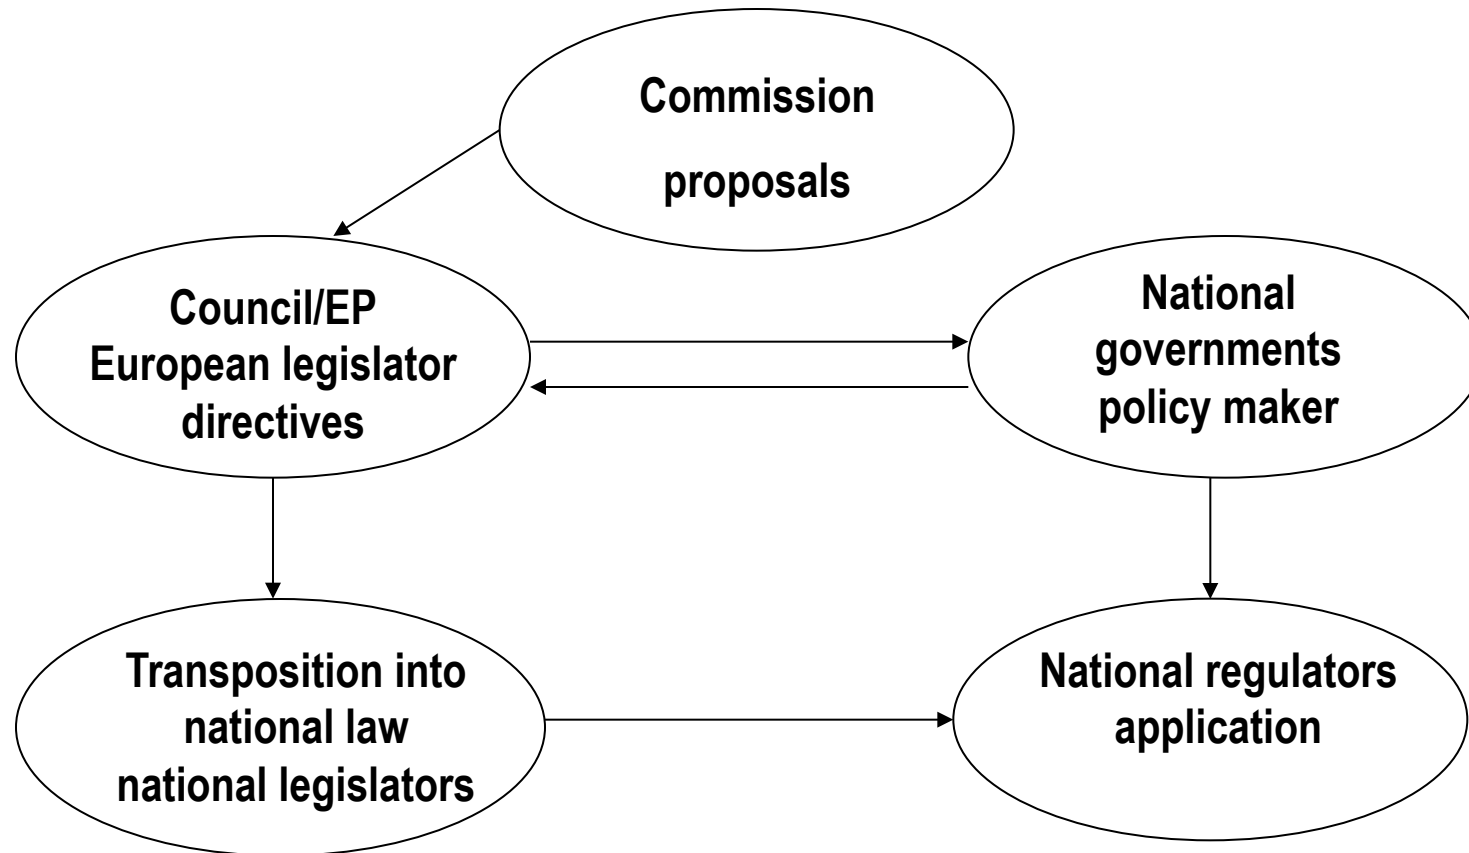 Commission
proposals
Council/EP
European legislator
directives
National
governments
policy maker
Transposition into
national law
national legislators
National regulators
application